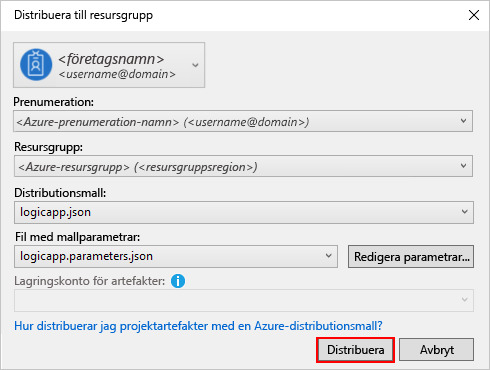 Distribuera till resursgrupp
<företagsnamn>
<username@domain>
Prenumeration:
<Azure-prenumeration-namn> (<username@domain>)
Resursgrupp:
<Azure-resursgrupp> (<resursgruppsregion>)
Distributionsmall:
logicapp.json
Fil med mallparametrar:
logicapp.parameters.json Redigera parametrar...
Lagringskonto för artefakter:
Hur distribuerar jag projektartefakter med en Azure-distributionsmall?
Distribuera Avbryt